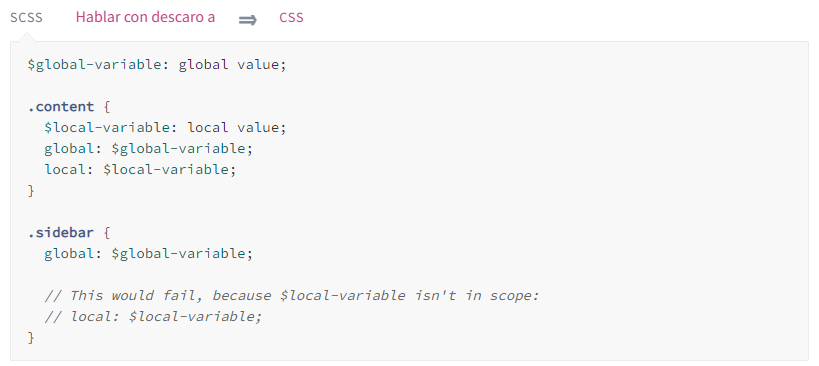 SCSS Hablar con descaro a ⇒ CSS
$global-variable: global value;
.content {
  $local-variable: local value;
  global: $global-variable;
  local: $local-variable;
}
.sidebar {
  global: $global-variable;
  // This would fail, because $local-variable isn't in scope:
  // local: $local-variable;
}